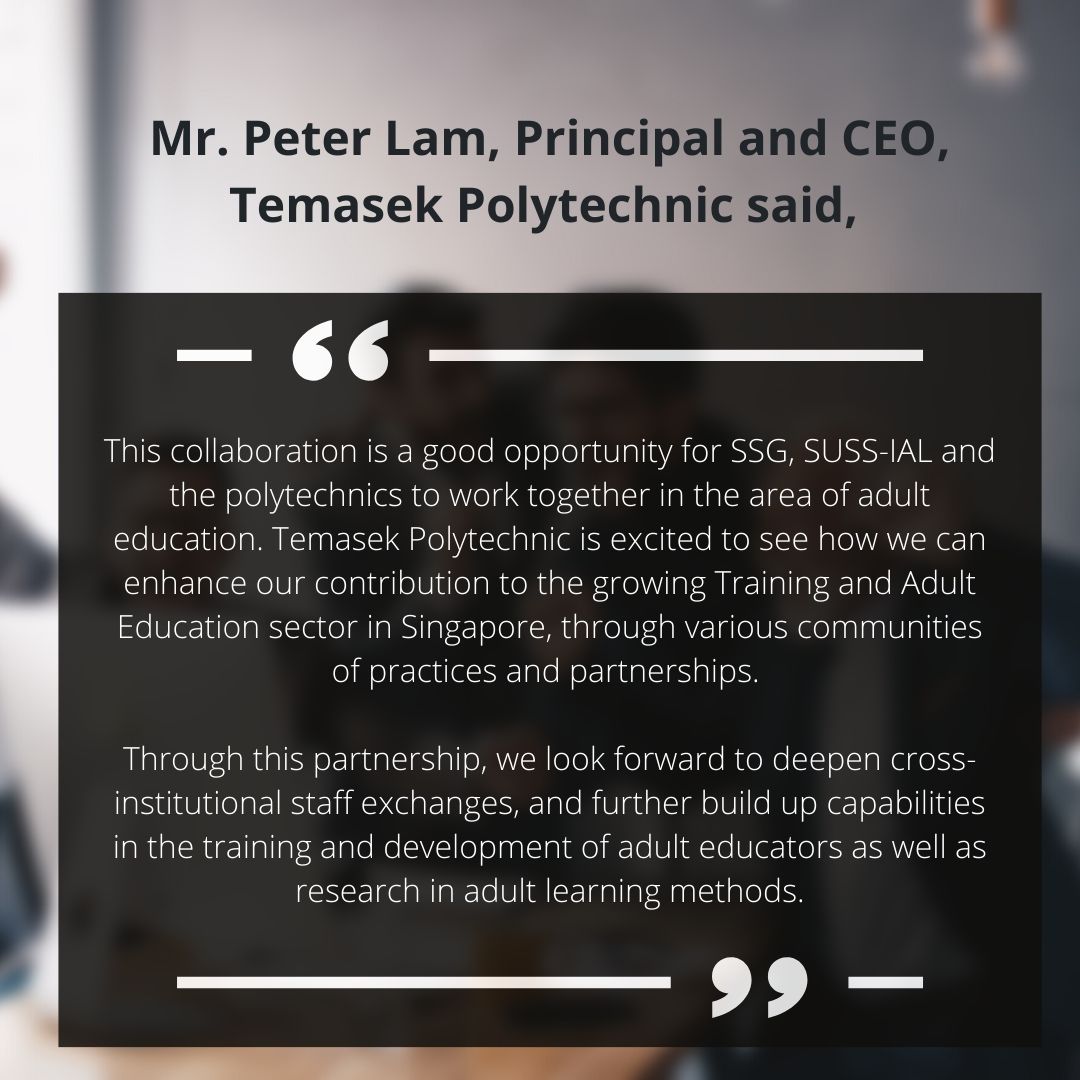 Mr. Peter Lam, Principal and CEO,
Temasek Polytechnic said,
“
This collaboration is a good opportunity for SSG, SUSS-IAL and
the polytechnics to work together in the area of adult
education. Temasek Polytechnic is excited to see how we can
enhance our contribution to the growing Training and Adult
Education sector in Singapore, through various communities
of practices and partnerships.
Through this partnership, we look forward to deepen cross-
institutional staff exchanges, and further build up capabilities
in the training and development of adult educators as well as
research in adult learning methods.
”